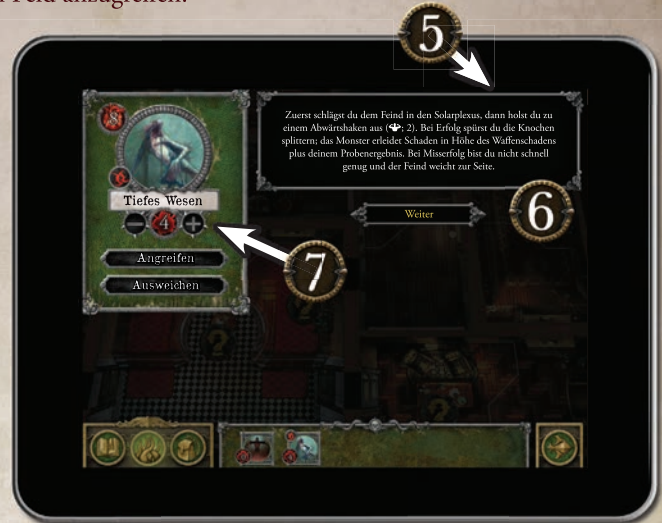 Feld anzugreifen.
5
8
Zuerst schlägst du dem Feind in den Solarplexus, dann holst du zu
einem Abwärtshaken aus (; 2). Bei Erfolg spürst du die Knochen
splittern; das Monster erleidet Schaden in Höhe des Waffenschadens
plus deinem Probenergebnis. Bei Misserfolg bist du nicht schnell
genug und der Feind weicht zur Seite.
Tiefes Wesen
4
Weiter
6
Angreifen
7
Ausweichen